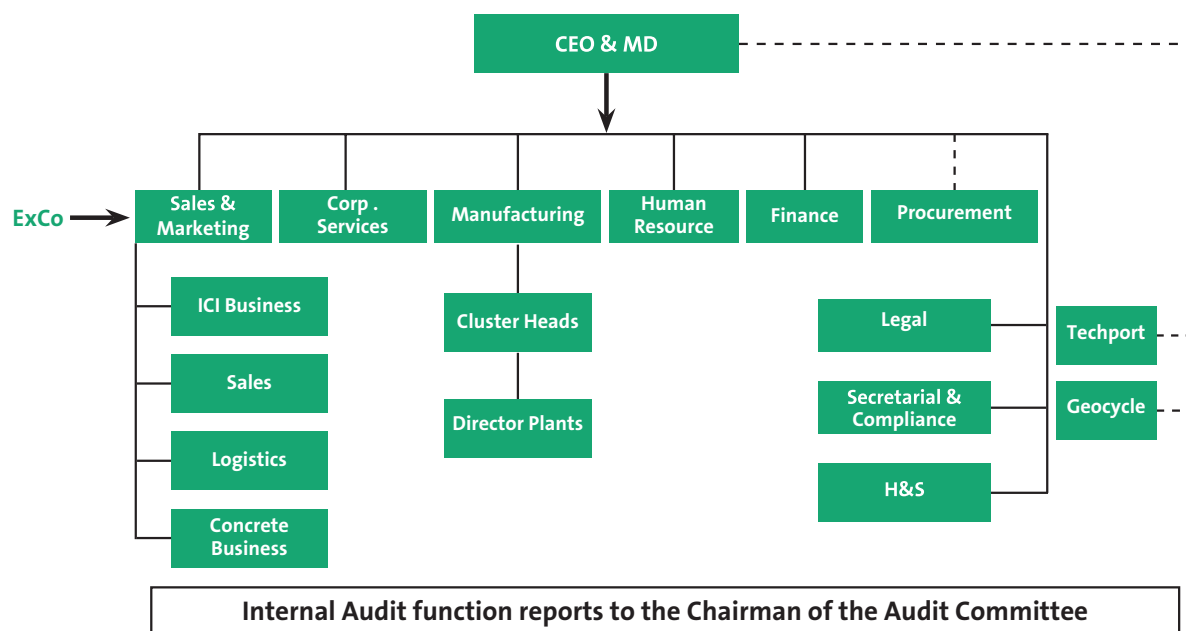 CEO & MD
ExCo
Sales &
Marketing
Corp .
Services
Manufacturing
Human
Resource
Finance
Procurement
ICI Business
Sales
Logistics
Concrete
Business
Cluster Heads
Director Plants
Legal
Secretarial &
Compliance
H&S
Techport
Geocycle
Internal Audit function reports to the Chairman of the Audit Committee